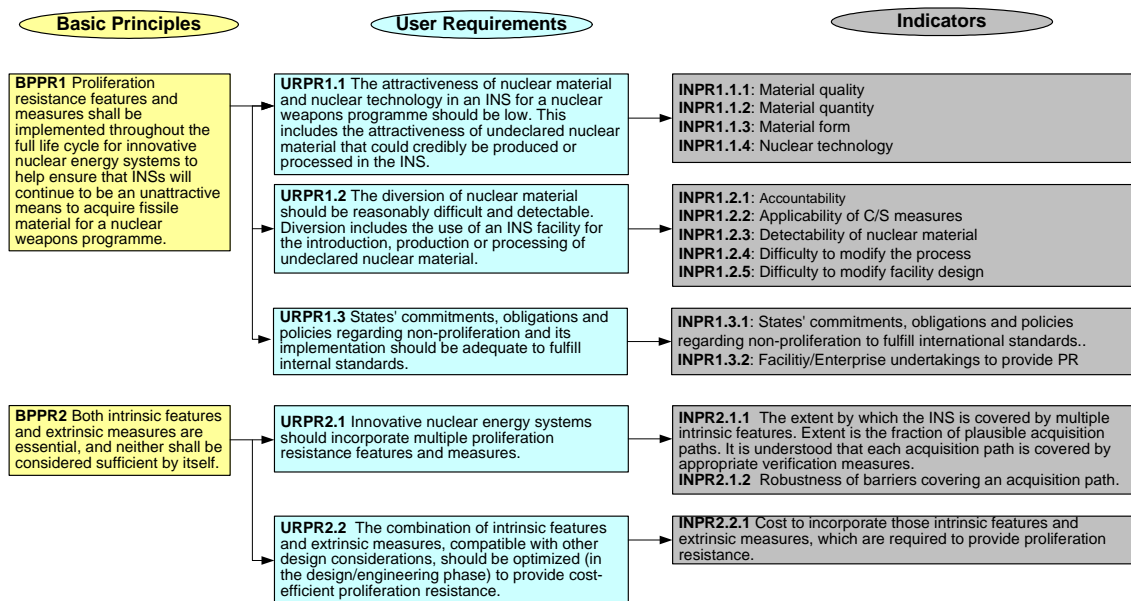 Basic Principles
User Requirements
Indicators
BPPR1 Proliferation
resistance features and
measures shall be
implemented throughout the
full life cycle for innovative
nuclear energy systems to
help ensure that INSs will
continue to be an unattractive
means to acquire fissile
material for a nuclear
weapons programme.
URPR1.1 The attractiveness of nuclear material
and nuclear technology in an INS for a nuclear
weapons programme should be low. This
includes the attractiveness of undeclared nuclear
material that could credibly be produced or
processed in the INS.
INPR1.1.1: Material quality
INPR1.1.2: Material quantity
INPR1.1.3: Material form
INPR1.1.4: Nuclear technology
URPR1.2 The diversion of nuclear material
should be reasonably difficult and detectable.
Diversion includes the use of an INS facility for
the introduction, production or processing of
undeclared nuclear material.
INPR1.2.1: Accountability
INPR1.2.2: Applicability of C/S measures
INPR1.2.3: Detectability of nuclear material
INPR1.2.4: Difficulty to modify the process
INPR1.2.5: Difficulty to modify facility design
URPR1.3 States' commitments, obligations and
policies regarding non-proliferation and its
implementation should be adequate to fulfill
internal standards.
INPR1.3.1: States' commitments, obligations and policies
regarding non-proliferation to fulfill international standards..
INPR1.3.2: Facilitiy/Enterprise undertakings to provide PR
BPPR2 Both intrinsic features
and extrinsic measures are
essential, and neither shall be
considered sufficient by itself.
URPR2.1 Innovative nuclear energy systems
should incorporate multiple proliferation
resistance features and measures.
INPR2.1.1 The extent by which the INS is covered by multiple
intrinsic features. Extent is the fraction of plausible acquisition
paths. It is understood that each acquisition path is covered by
appropriate verification measures.
INPR2.1.2 Robustness of barriers covering an acquisition path.
URPR2.2 The combination of intrinsic features
and extrinsic measures, compatible with other
design considerations, should be optimized (in
the design/engineering phase) to provide cost-
efficient proliferation resistance.
INPR2.2.1 Cost to incorporate those intrinsic features and
extrinsic measures, which are required to provide proliferation
resistance.